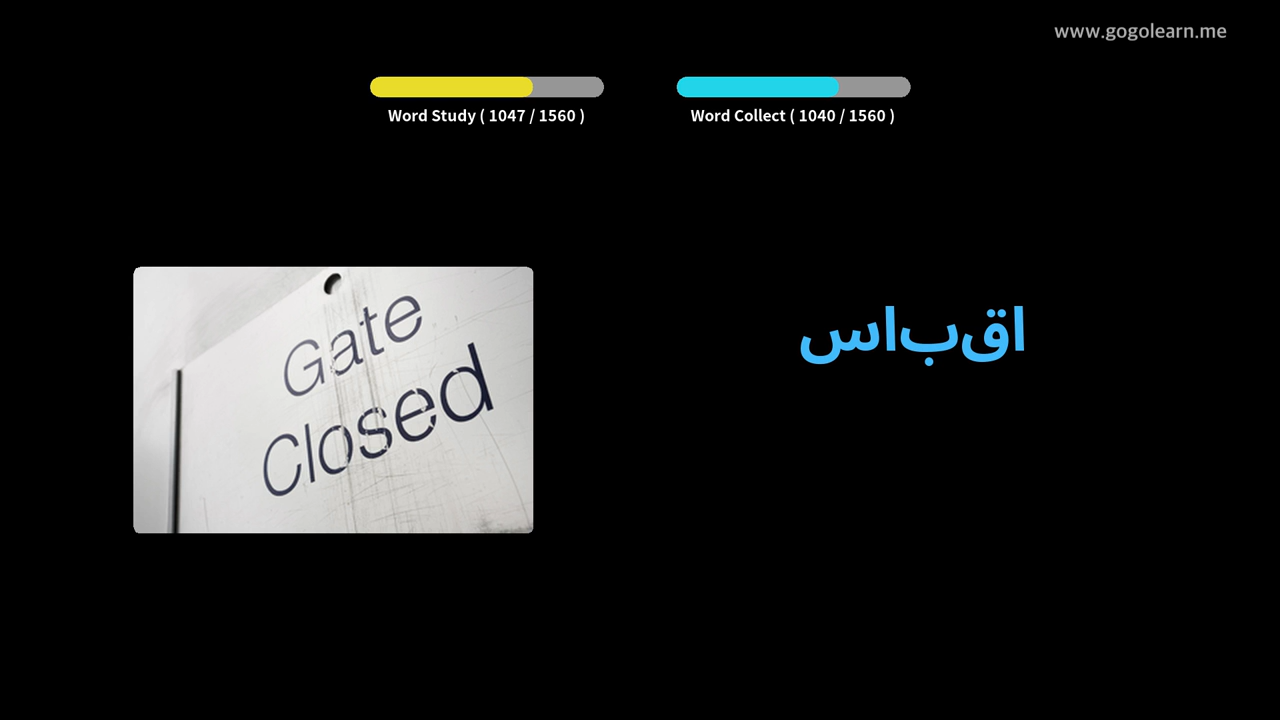 www.gogolearn.me
Word Study ( 1047 / 1560 )
Word Collect ( 1040 / 1560 )
Gate
Closed
اقباس